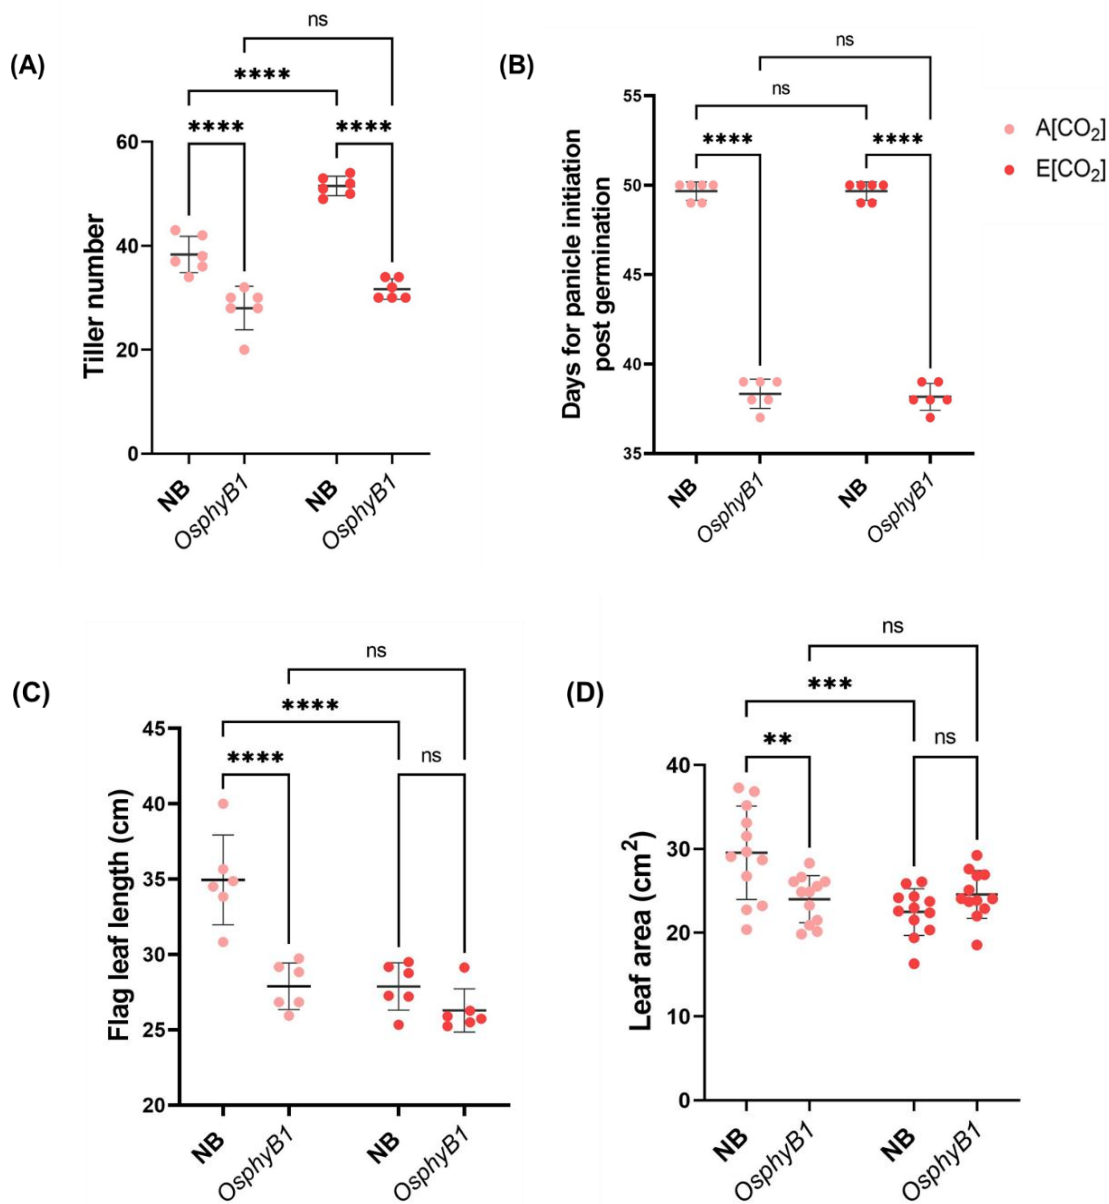 (A)
ns
****
****
****
Tiller number
60
40
20
0
NB
OsphyB1
NB
OsphyB1
(B)
ns
ns
****
****
Days for panicle initiation
post germination
55
50
45
40
35
NB
OsphyB1
NB
OsphyB1
A[CO₂]
E[CO₂]
(C)
ns
****
****
ns
Flag leaf length (cm)
45
40
35
30
25
20
NB
OsphyB1
NB
OsphyB1
(D)
ns
***
**
ns
Leaf area (cm²)
40
30
20
10
0
NB
OsphyB1
NB
OsphyB1